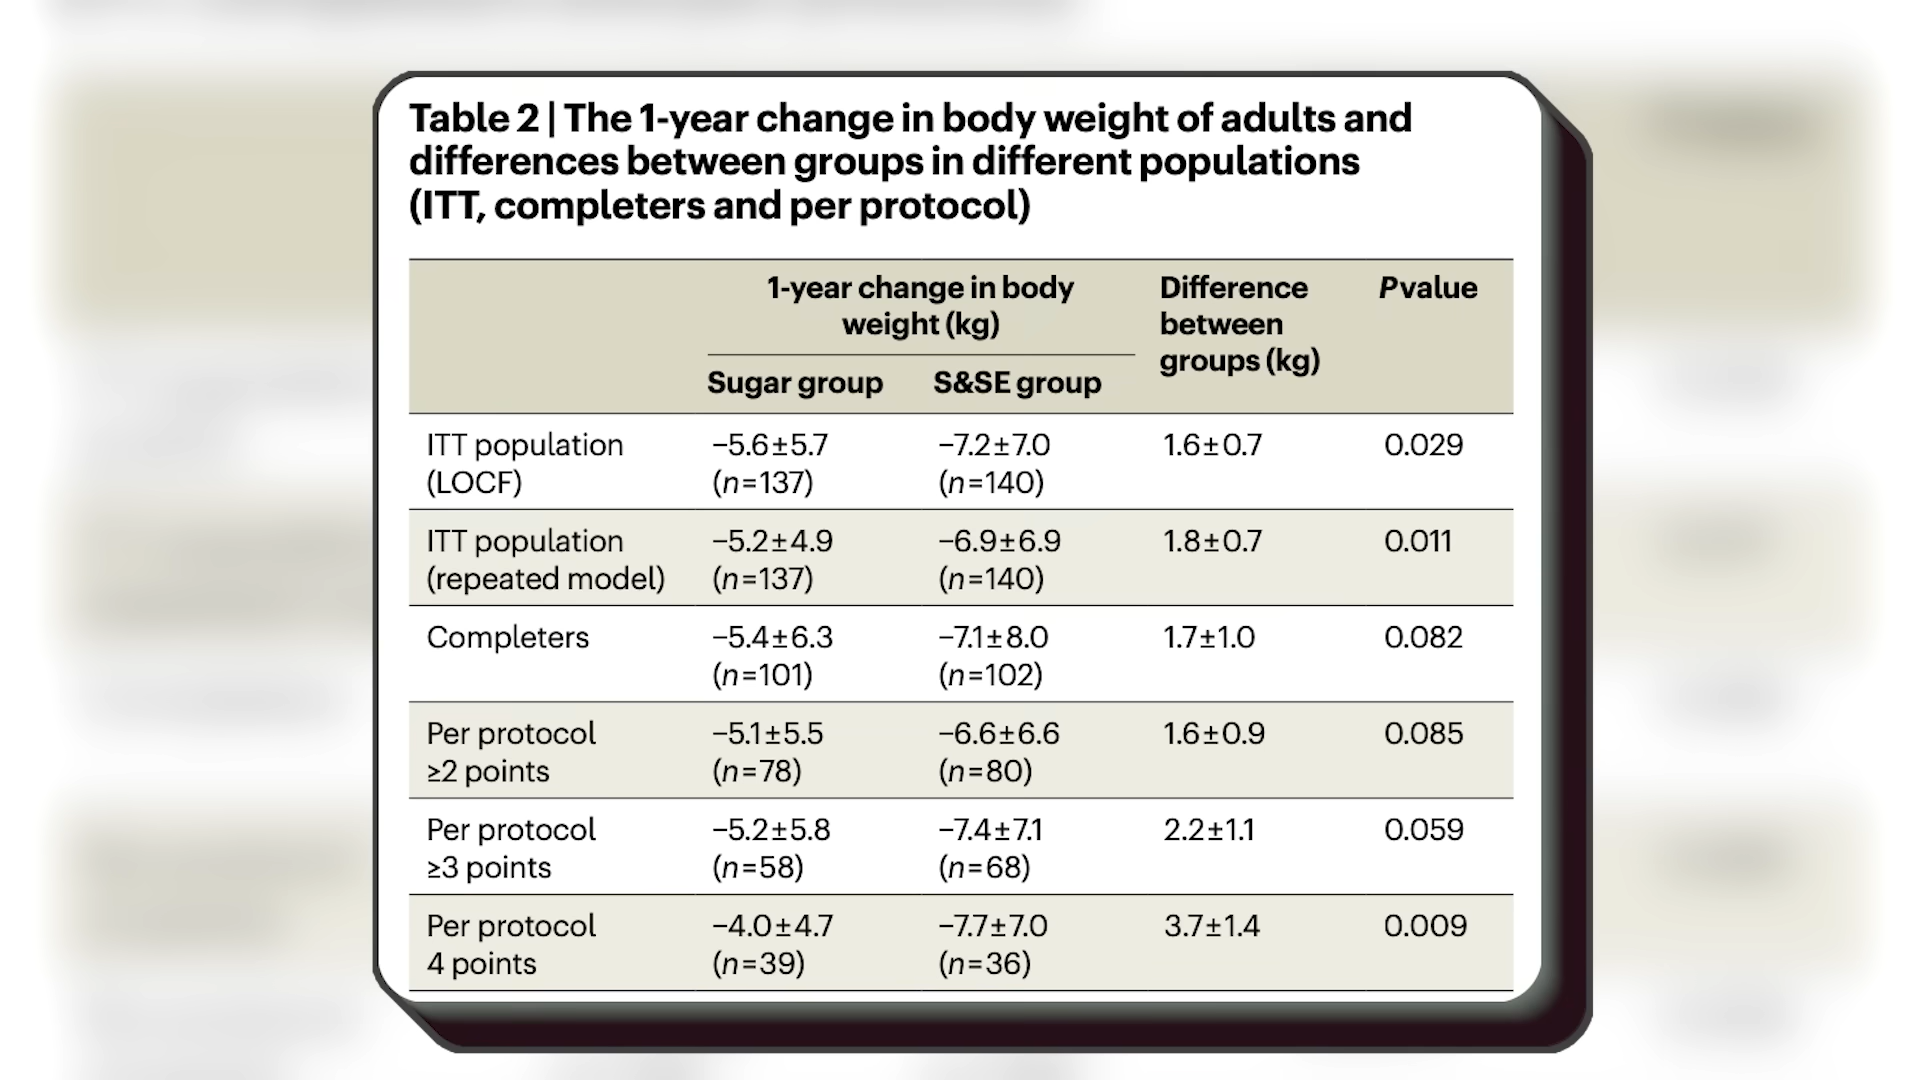 Table 2 | The 1-year change in body weight of adults and
differences between groups in different populations
(ITT, completers and per protocol)
1-year change in body
weight (kg)
Difference
between
groups (kg)
P value
Sugar group
S&SE group
ITT population
(LOCF)
−5.6±5.7
(n=137)
−7.2±7.0
(n=140)
1.6±0.7
0.029
ITT population
(repeated model)
−5.2±4.9
(n=137)
−6.9±6.9
(n=140)
1.8±0.7
0.011
Completers
−5.4±6.3
(n=101)
−7.1±8.0
(n=102)
1.7±1.0
0.082
Per protocol
≥2 points
−5.1±5.5
(n=78)
−6.6±6.6
(n=80)
1.6±0.9
0.085
Per protocol
≥3 points
−5.2±5.8
(n=58)
−7.4±7.1
(n=68)
2.2±1.1
0.059
Per protocol
4 points
−4.0±4.7
(n=39)
−7.7±7.0
(n=36)
3.7±1.4
0.009